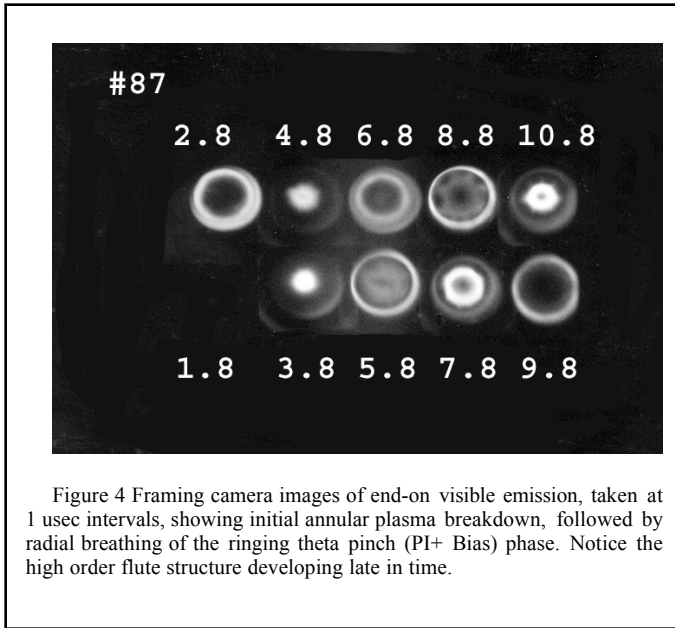 #87
2.8 4.8 6.8 8.8 10.8
1.8 3.8 5.8 7.8 9.8
Figure 4 Framing camera images of end-on visible emission, taken at
1 usec intervals, showing initial annular plasma breakdown, followed by
radial breathing of the ringing theta pinch (PI+ Bias) phase. Notice the
high order flute structure developing late in time.